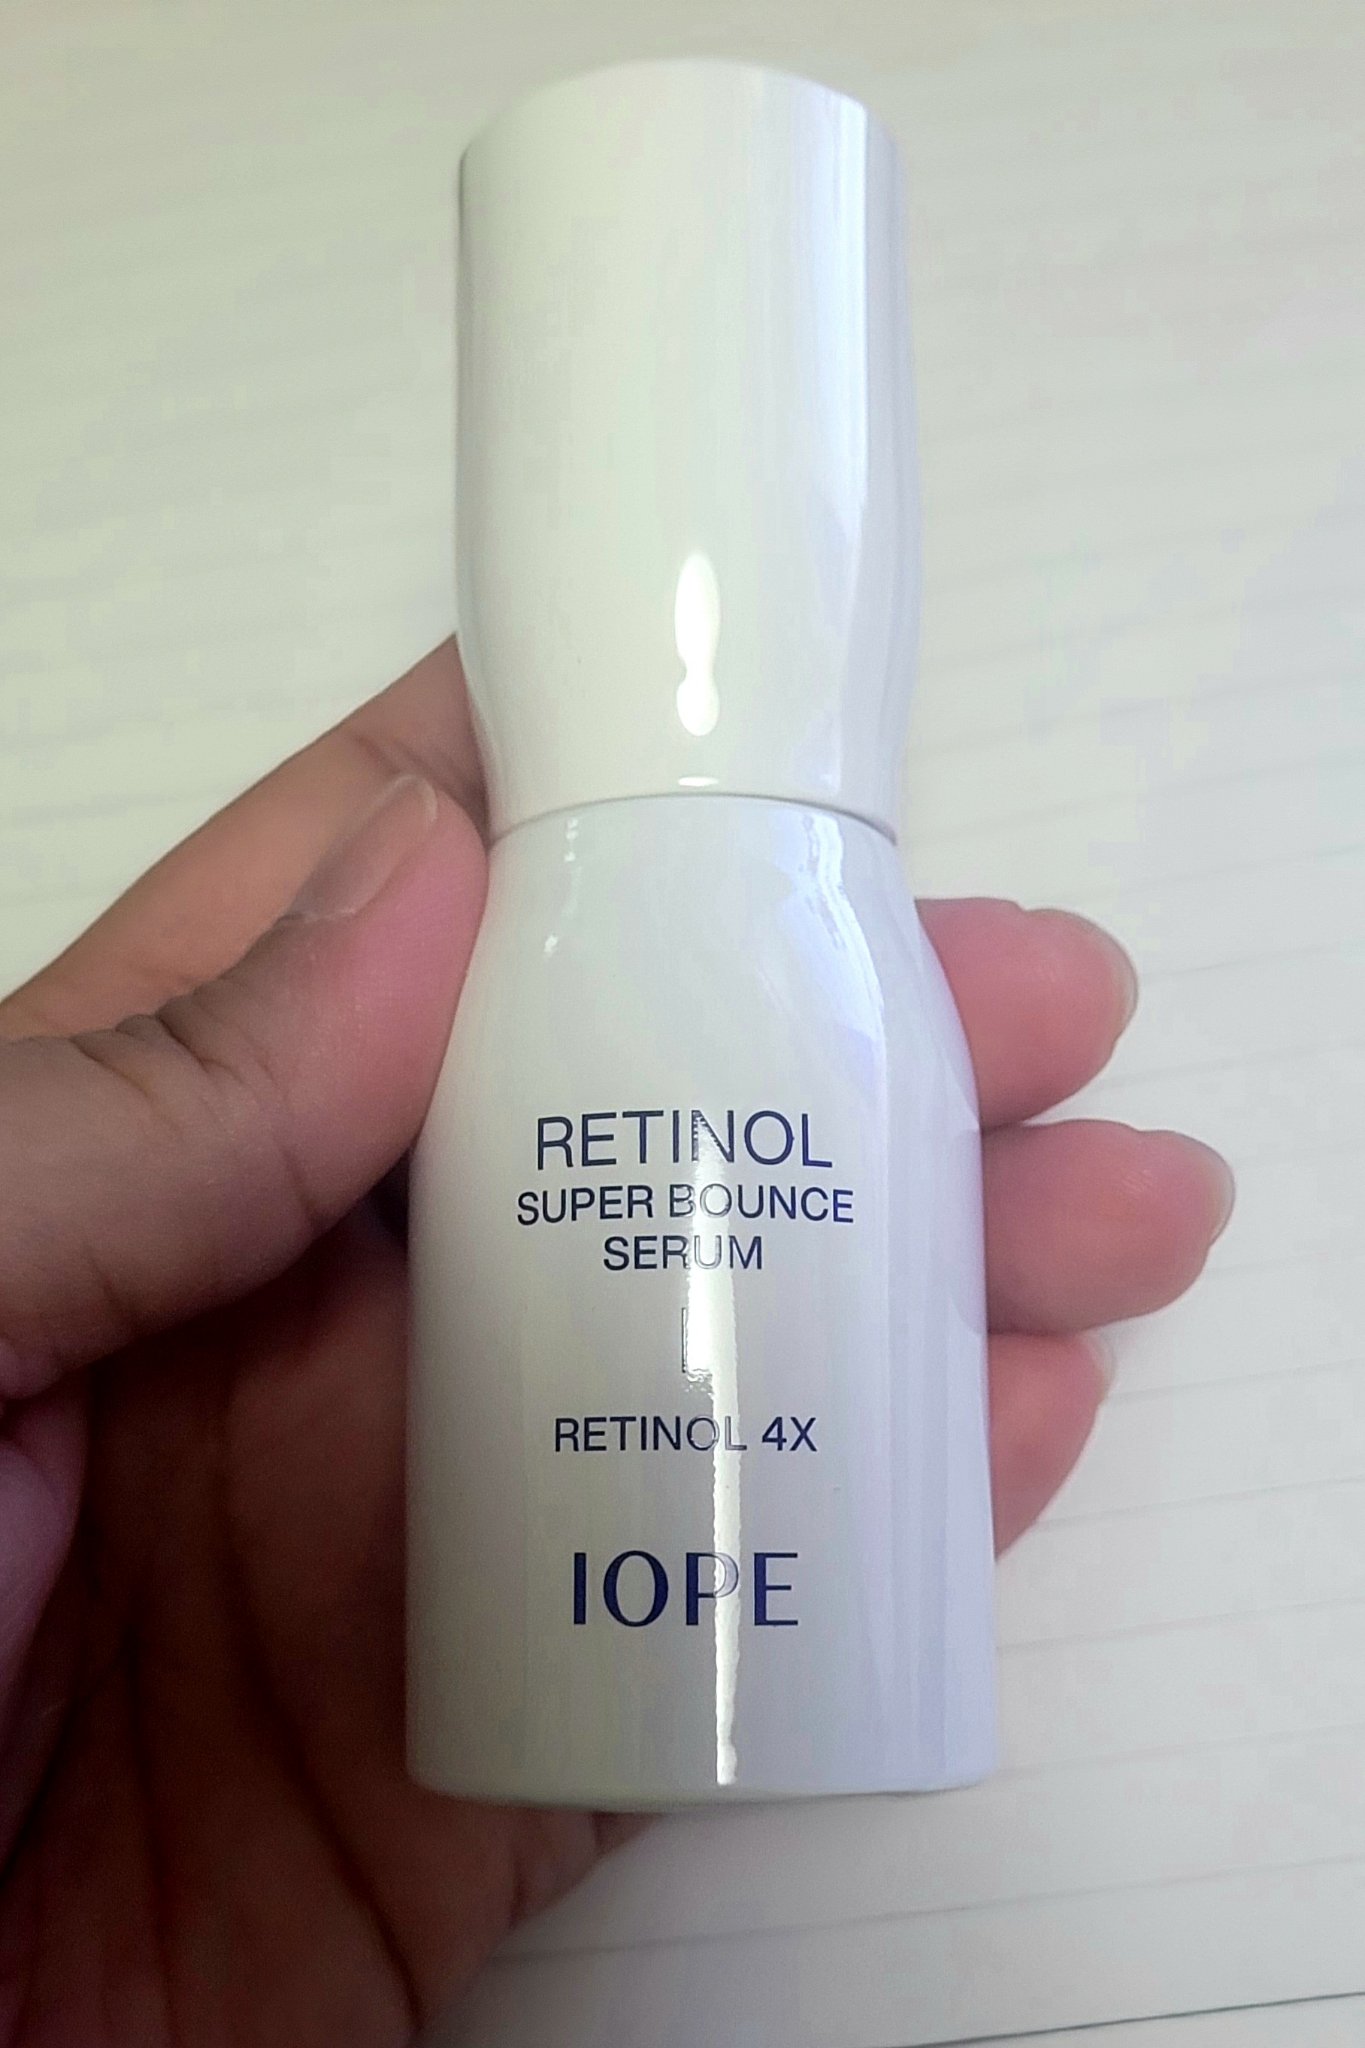 RETINOL
SUPER BOUNCE
SERUM
RETINOL 4X
IOPE